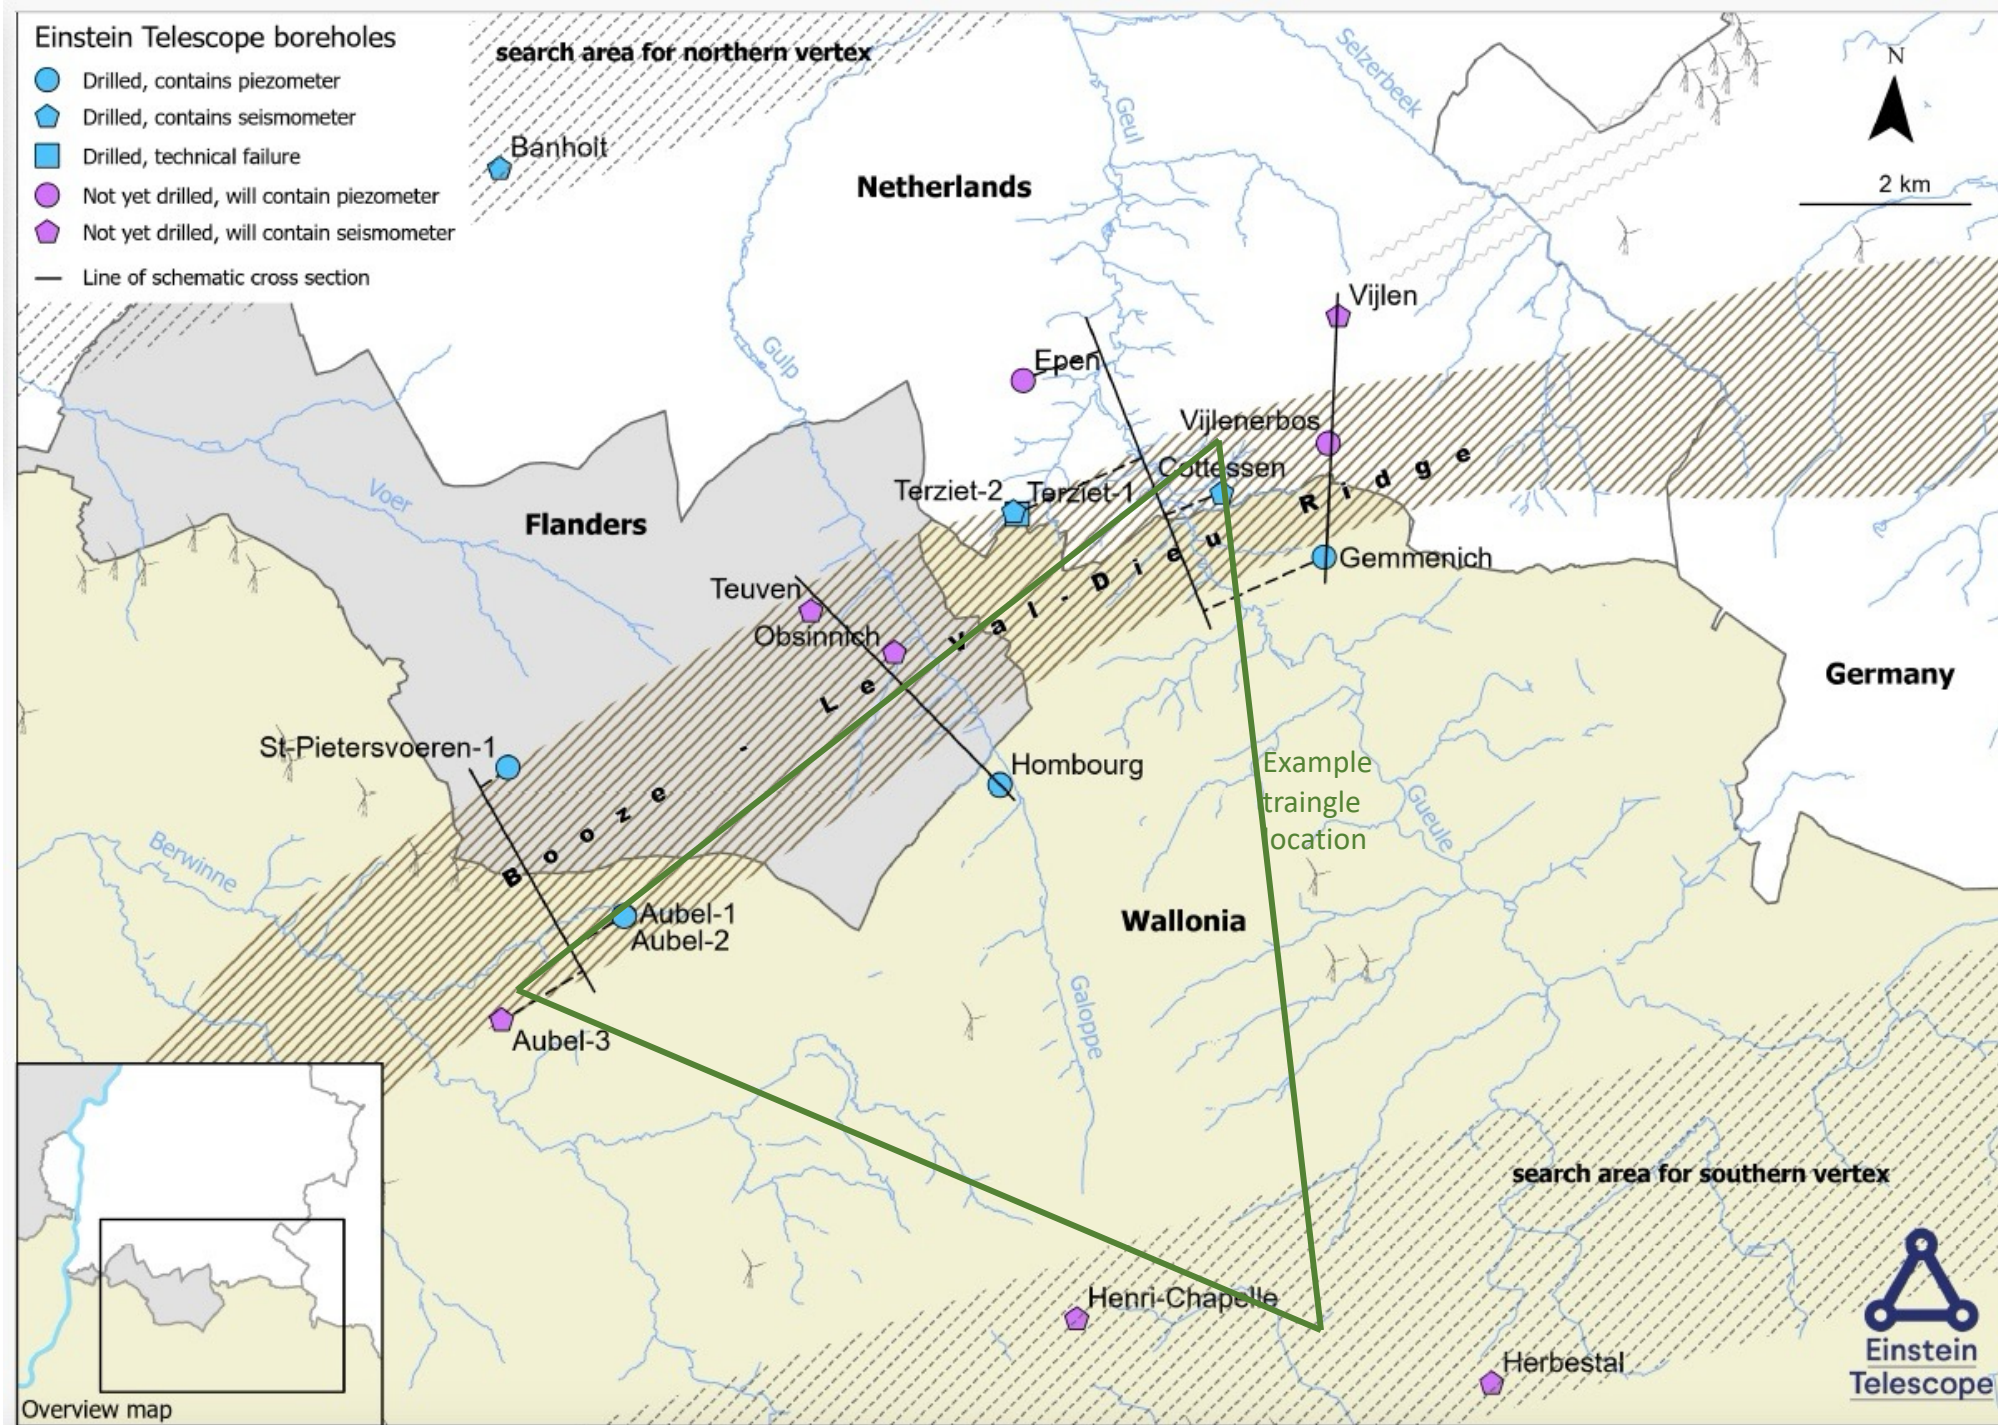 Einstein Telescope boreholes
Drilled, contains piezometer
Drilled, contains seismometer
Drilled, technical failure
Not yet drilled, will contain piezometer
Not yet drilled, will contain seismometer
Line of schematic cross section
search area for northern vertex
Banholt
Netherlands
Geul
Selzerbeek
N
2 km
Gulp
Vijlen
Epen
Vijlenerbos
Cottessen
Terziet-2
Terziet-1
Voer
Flanders
Gemmenich
Teuven
Obsinnich
Booze - Le Val-Dieu Ridge
Germany
St-Pietersvoeren-1
Hombourg
Example
traingle
location
Gueule
Berwinne
Aubel-1
Aubel-2
Wallonia
Galoppe
Aubel-3
search area for southern vertex
Henri-Chapelle
Herbestal
Einstein
Telescope
Overview map